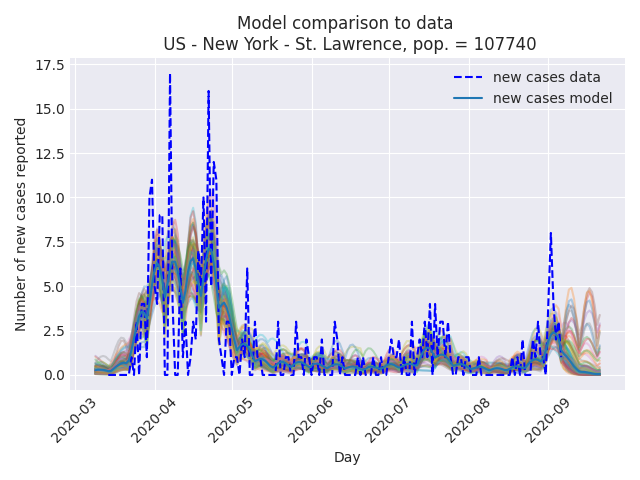 Model comparison to data
US - New York - St. Lawrence, pop. = 107740
new cases data
new cases model
Number of new cases reported
17.5
15.0
12.5
10.0
7.5
5.0
2.5
0.0
2020-03
2020-04
2020-05
2020-06
2020-07
2020-08
2020-09
Day